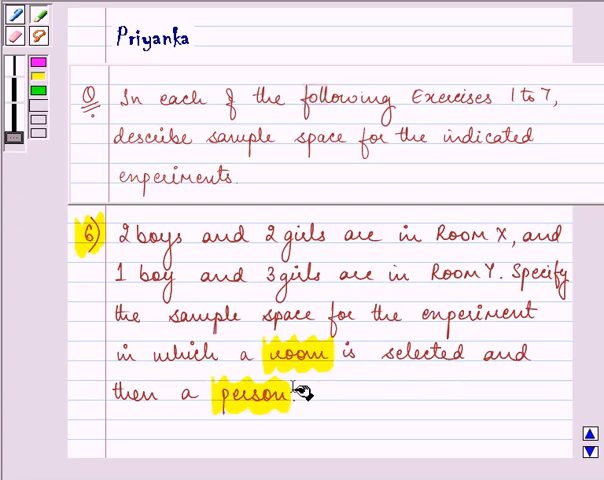 Priyanka
Q In each of the following Exercises 1 to 7,
describe sample space for the indicated
enperiments.
6) 2 boys and 2 girls are in Room X, and
1 boy and 3 girls are in Room Y. Specify
the sample space for the enperiment
in which a room is selected and
then a person.